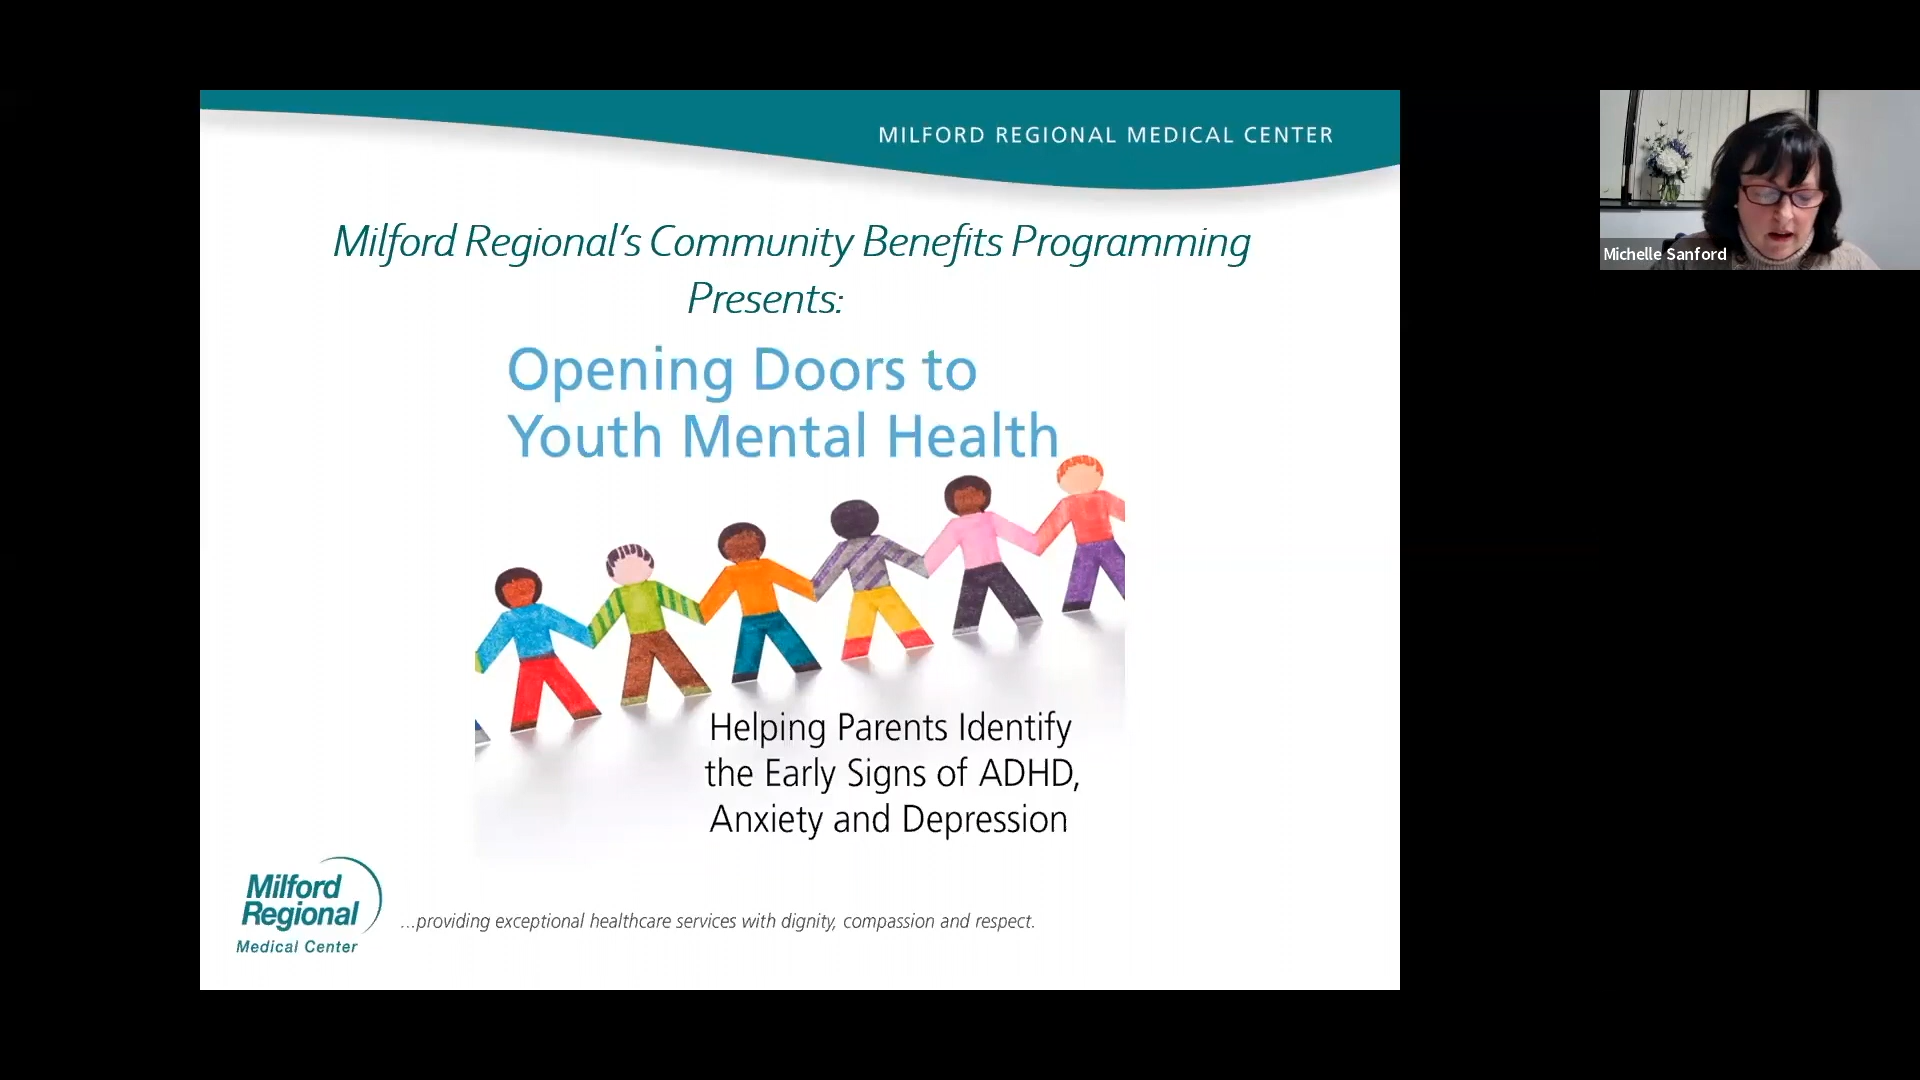 MILFORD REGIONAL MEDICAL CENTER
Milford Regional's Community Benefits Programming
Presents:
Opening Doors to
Youth Mental Health
Helping Parents Identify
the Early Signs of ADHD,
Anxiety and Depression
Milford
Regional
Medical Center
...providing exceptional healthcare services with dignity, compassion and respect.
Michelle Sanford